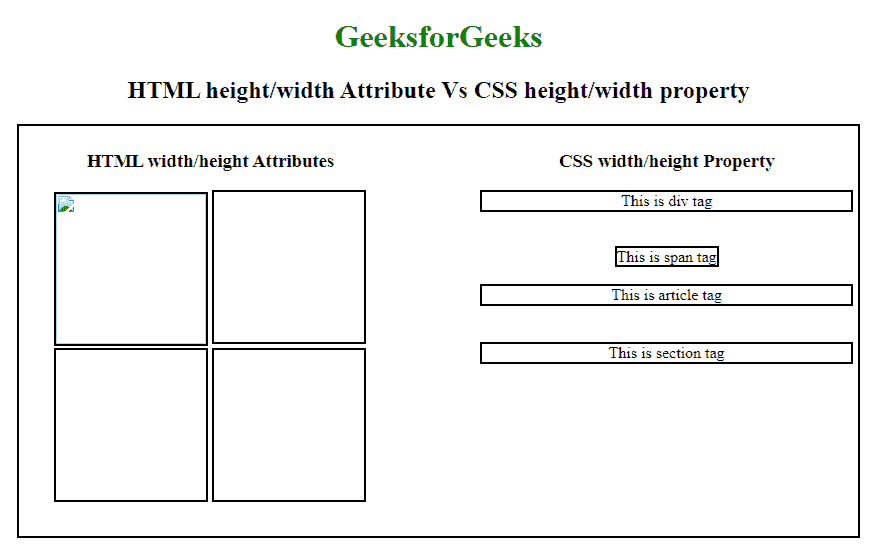 GeeksforGeeks
HTML height/width Attribute Vs CSS height/width property
HTML width/height Attributes
CSS width/height Property
This is div tag
This is span tag
This is article tag
This is section tag